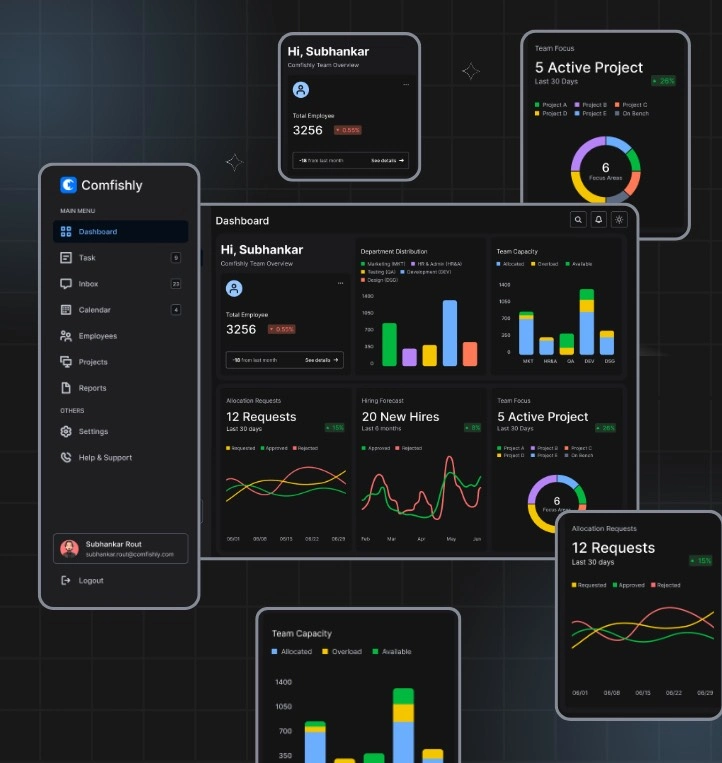 Hi, Subhankar
Comfishly Team Overview
Total Employee
3256
0.55%
-18 from last month
See details
Team Focus
5 Active Project
Last 30 Days
26%
Project A
Project B
Project C
Project D
Project E
On Bench
6
Focus Areas
Comfishly
MAIN MENU
Dashboard
Task
9
Inbox
23
Calendar
4
Employees
Projects
Reports
OTHERS
Settings
Help & Support
Subhankar Rout
subhankar.rout@comfishly.com
Logout
Dashboard
Hi, Subhankar
Comfishly Team Overview
Total Employee
3256
0.55%
-18 from last month
See details
Department Distribution
Marketing (MKT)
HR & Admin (HR&A)
Testing (QA)
Development (DEV)
Design (DSG)
1400
1050
700
350
0
Team Capacity
Allocated
Overload
Available
1400
1050
700
350
0
MKT
HR&A
QA
DEV
DSG
Allocation Requests
12 Requests
Last 30 days
15%
Requested
Approved
Rejected
06/01
06/08
06/15
06/22
06/29
Hiring Forecast
20 New Hires
Last 6 months
8%
Approved
Rejected
Feb
Mar
Apr
May
Jun
Team Focus
5 Active Project
Last 30 Days
26%
Project A
Project B
Project C
Project D
Project E
On Bench
6
Focus Areas
Allocation Requests
12 Requests
Last 30 days
15%
Requested
Approved
Rejected
06/01
06/08
06/15
06/22
06/29
Team Capacity
Allocated
Overload
Available
1400
1050
700
350